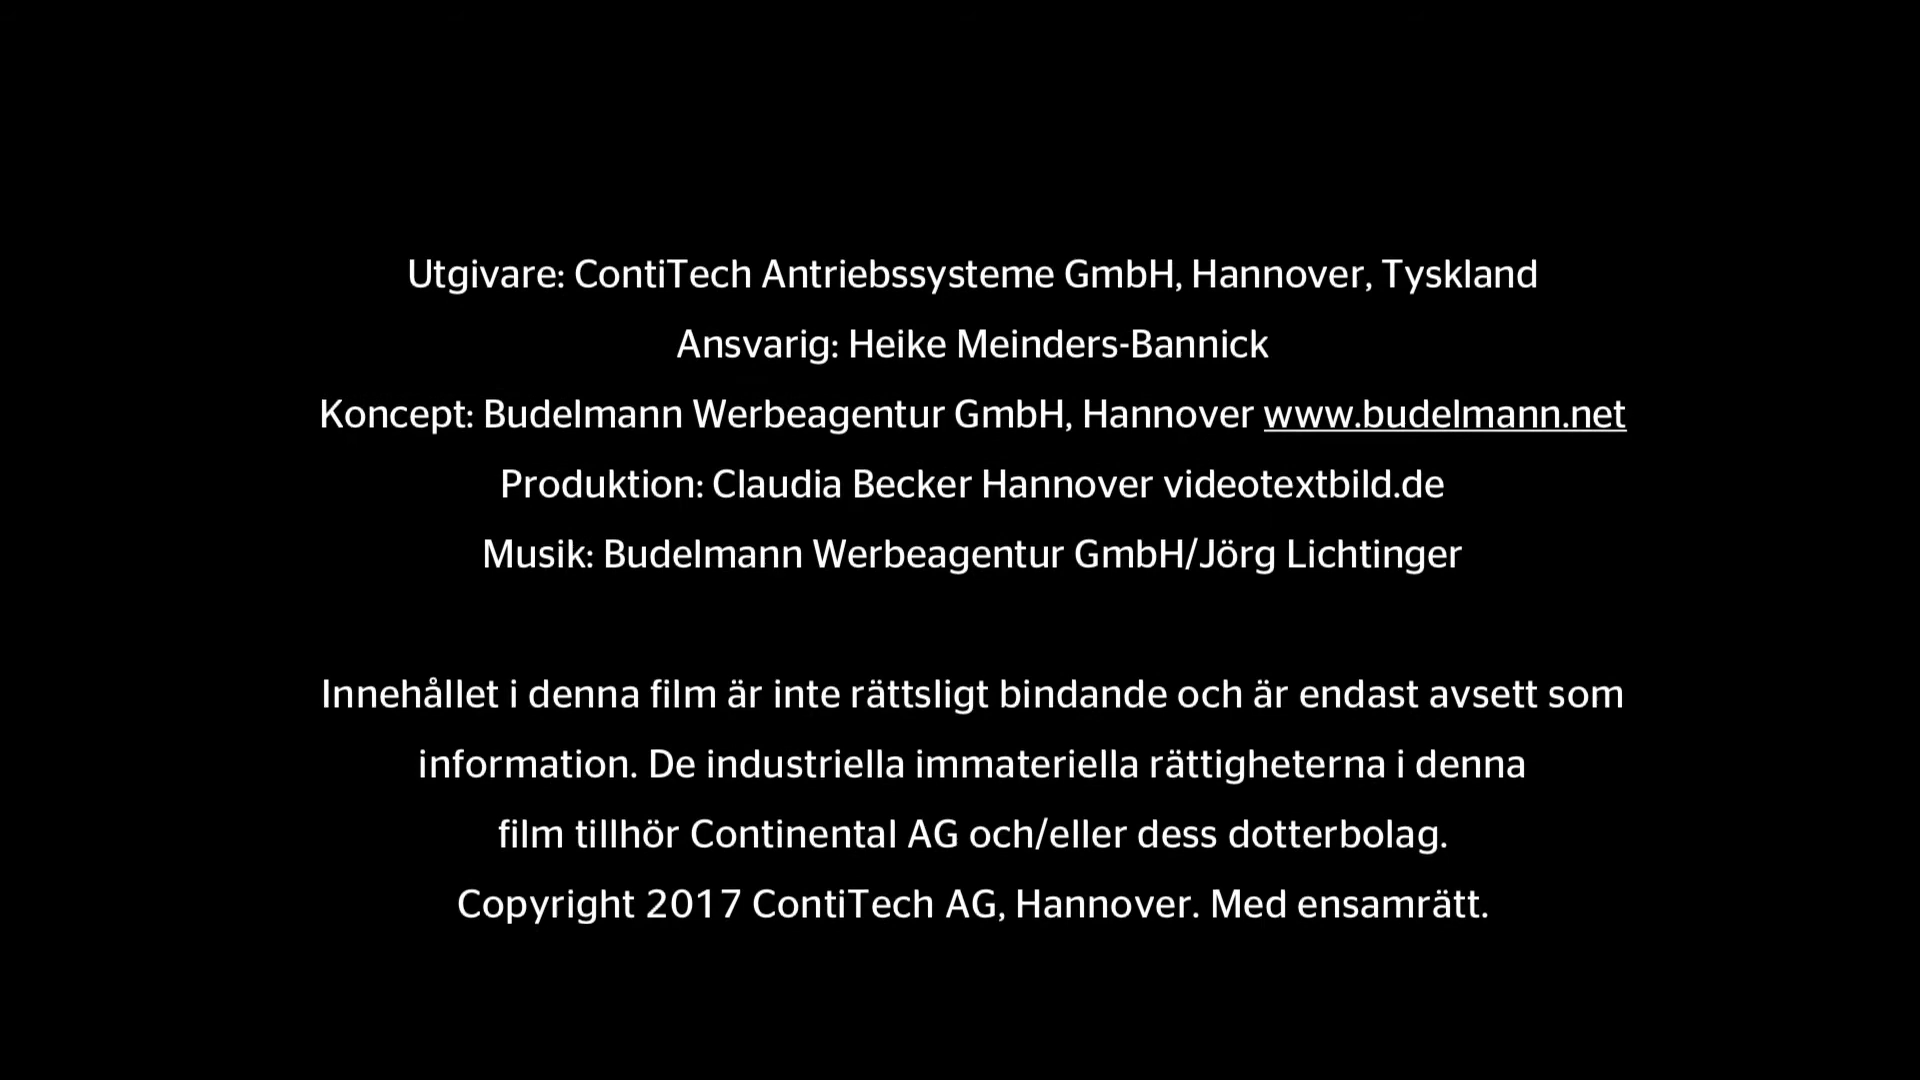 Utgivare: ContiTech Antriebssysteme GmbH, Hannover, Tyskland
Ansvarig: Heike Meinders-Bannick
Koncept: Budelmann Werbeagentur GmbH, Hannover www.budelmann.net
Produktion: Claudia Becker Hannover videotextbild.de
Musik: Budelmann Werbeagentur GmbH/Jörg Lichtinger
Innehållet i denna film är inte rättsligt bindande och är endast avsett som
information. De industriella immateriella rättigheterna i denna
film tillhör Continental AG och/eller dess dotterbolag.
Copyright 2017 ContiTech AG, Hannover. Med ensamrätt.